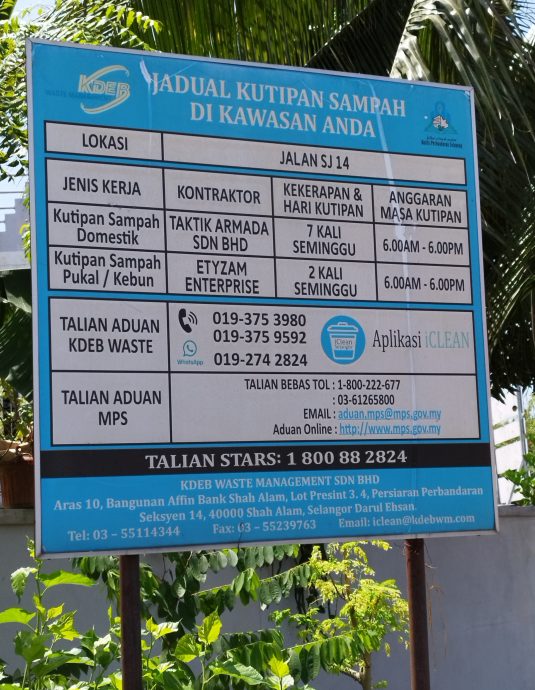 KDEB
WASTE MANAGEMENT
JADUAL KUTIPAN SAMPAH
DI KAWASAN ANDA
LOKASI
JALAN SJ 14
JENIS KERJA
KONTRAKTOR
KEKERAPAN &
HARI KUTIPAN
ANGGARAN
MASA KUTIPAN
Kutipan Sampah
Domestik
TAKTIK ARMADA
SDN BHD
7 KALI
SEMINGGU
6.00AM - 6.00PM
Kutipan Sampah
Pukal / Kebun
ETYZAM
ENTERPRISE
2 KALI
SEMINGGU
6.00AM - 6.00PM
TALIAN ADUAN
KDEB WASTE
019-375 3980
019-375 9592
WhatsApp
019-274 2824
iClean
Selangor
Aplikasi iCLEAN
TALIAN ADUAN
MPS
TALIAN BEBAS TOL : 1-800-222-677
: 03-61265800
EMAIL : aduan.mps@mps.gov.my
Aduan Online : http://www.mps.gov.my
TALIAN STARS: 1 800 88 2824
KDEB WASTE MANAGEMENT SDN BHD
Aras 10, Bangunan Affin Bank Shah Alam, Lot Presint 3. 4, Persiaran Perbandaran
Seksyen 14, 40000 Shah Alam, Selangor Darul Ehsan.
Tel: 03 – 55114344 Fax: 03 – 55239763 Email: iclean@kdebwm.com